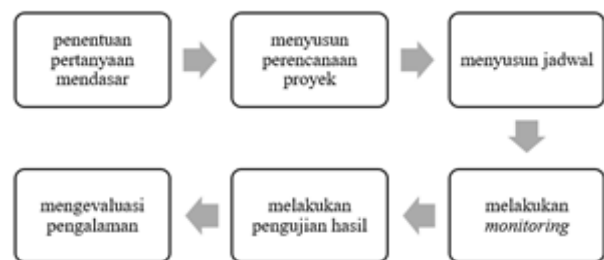 penentuan
pertanyaan
mendasar
menyusun
perencanaan
proyek
menyusun jadwal
melakukan
monitoring
melakukan
pengujian hasil
mengevaluasi
pengalaman